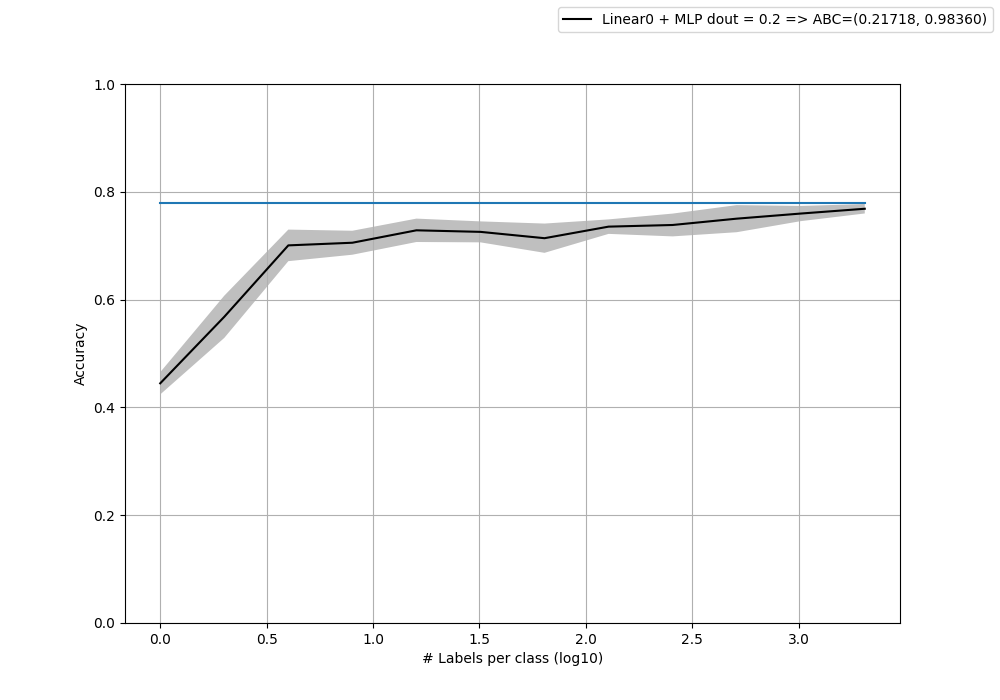 Linear0 + MLP dout = 0.2 => ABC=(0.21718, 0.98360)
1.0
0.8
0.6
0.4
0.2
0.0
Accuracy
0.0 0.5 1.0 1.5 2.0 2.5 3.0
# Labels per class (log10)